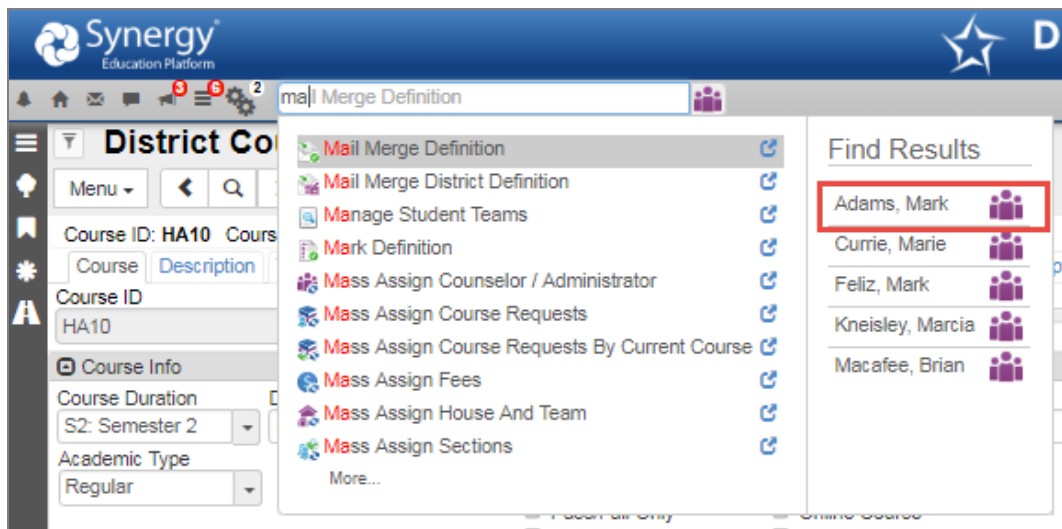 Synergy
Education Platform
D
3
6
2
mail Merge Definition
District Co
Menu
Course ID: HA10 Cours
Course Description
Course ID
HA10
Course Info
Course Duration
D
S2: Semester 2
Academic Type
Regular
Mail Merge Definition
Mail Merge District Definition
Manage Student Teams
Mark Definition
Mass Assign Counselor / Administrator
Mass Assign Course Requests
Mass Assign Course Requests By Current Course
Mass Assign Fees
Mass Assign House And Team
Mass Assign Sections
More...
Find Results
Adams, Mark
Currie, Marie
Feliz, Mark
Kneisley, Marcia
Macafee, Brian
p
Online Course